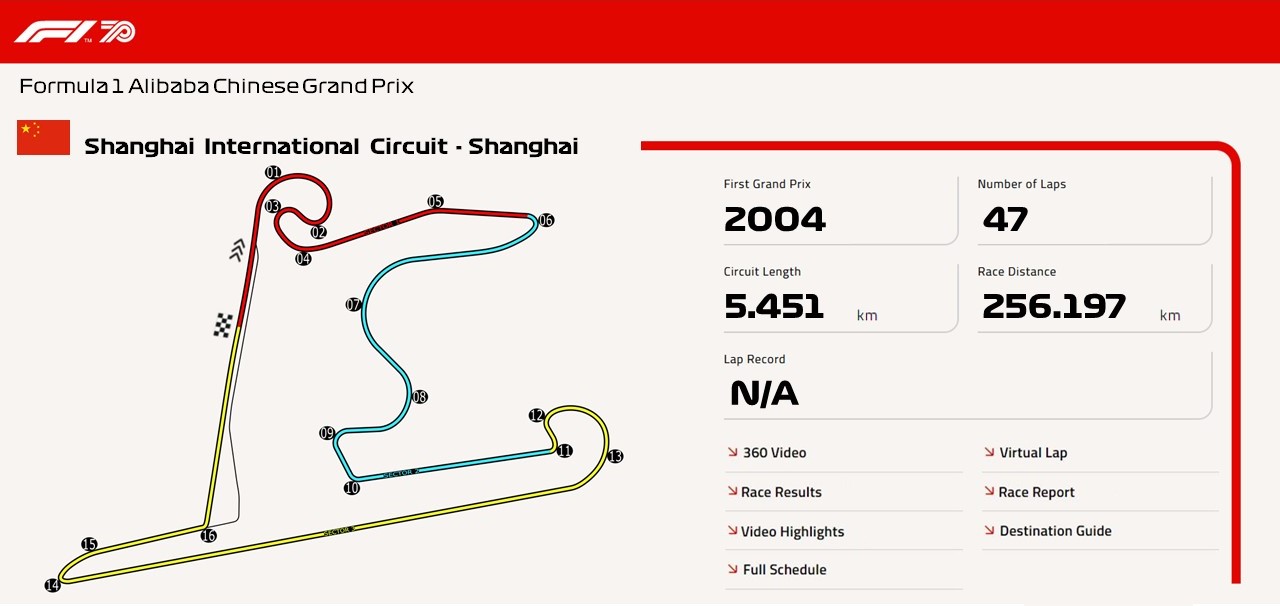 F1 70
TM
Formula 1 Alibaba Chinese Grand Prix
Shanghai International Circuit - Shanghai
First Grand Prix
2004
Number of Laps
47
Circuit Length
5.451 km
Race Distance
256.197 km
Lap Record
N/A
360 Video
Virtual Lap
Race Results
Race Report
Video Highlights
Destination Guide
Full Schedule
01
03
02
04
05
06
07
08
09
10
SECTOR 2
11
12
13
SECTOR
14
15
16